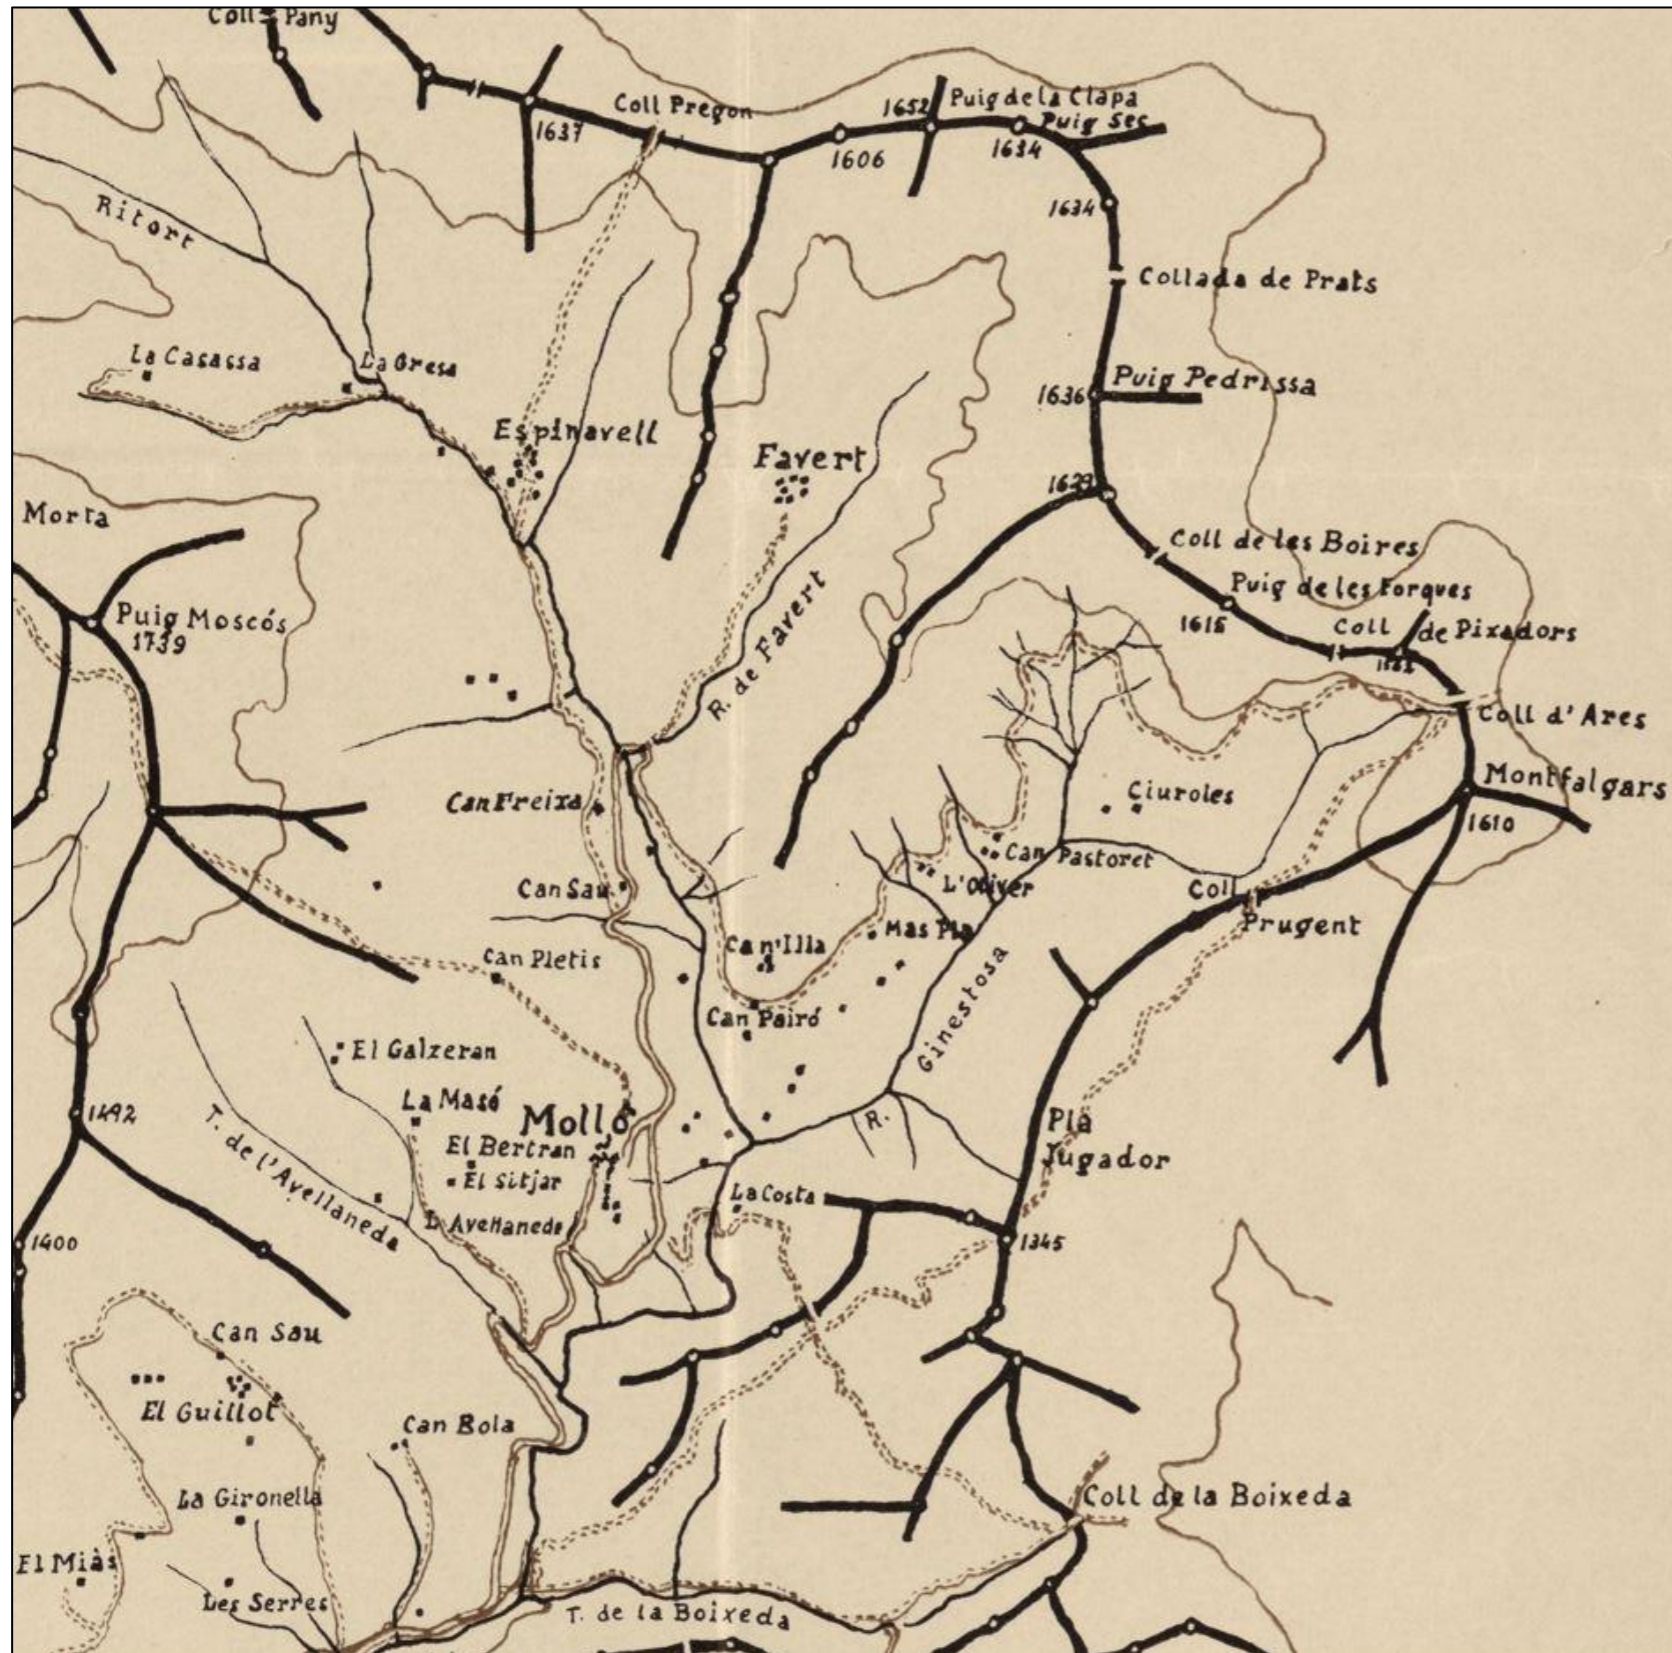 Coll Pany
Coll Pregon
1637
1606
1652
Puig de la Clapa
Puig Sec
1634
1634
Ritort
Collada de Prats
La Casassa
La Gresa
1636
Puig Pedrissa
Espinavell
Favert
1629
Morra
Coll de les Boires
Puig de les Forques
1615
Puig Moscós
1739
Coll de Pixadors
R. de Favert
Coll d'Ares
Montfalgars
1610
Can Freixa
Ciuroles
Can Pastoret
L'Oliver
Can Sau
Coll
Prugent
Mas Pla
Can'Illa
Can Pletis
Can Pairó
R. Ginestosa
El Galzeran
La Masó
Molló
1492
El Bertran
El Sitjar
T. de l'Avellaneda
L'Avellaneda
Pla
Jugador
La Costa
1345
1400
Can Sau
El Guillot
Can Bola
La Gironella
Coll de la Boixeda
El Miàs
Les Serres
T. de la Boixeda